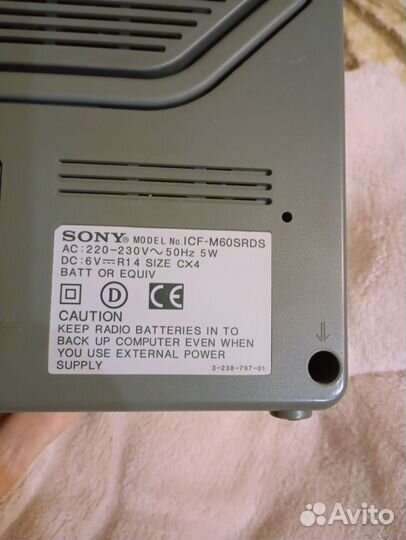 SONY® MODEL No. ICF-M60SRDS
AC: 220-230V~ 50Hz 5W
DC: 6V⎓R14 SIZE C×4
BATT OR EQUIV
D CE
CAUTION
KEEP RADIO BATTERIES IN TO
BACK UP COMPUTER EVEN WHEN
YOU USE EXTERNAL POWER
SUPPLY
3-238-797-01
Avito